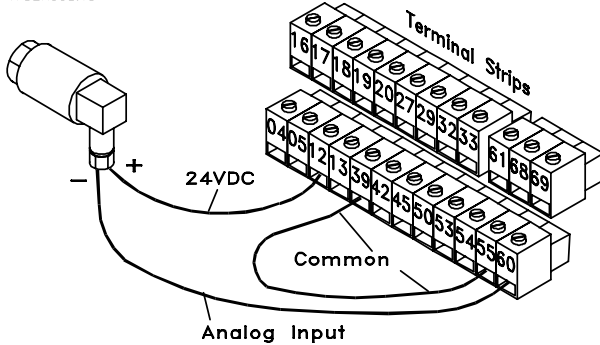 Terminal Strips
16 17 18 19 20 27 29 32 33 61 68 69
04 05 12 13 39 42 45 50 53 54 55 60
- +
24VDC
Common
Analog Input